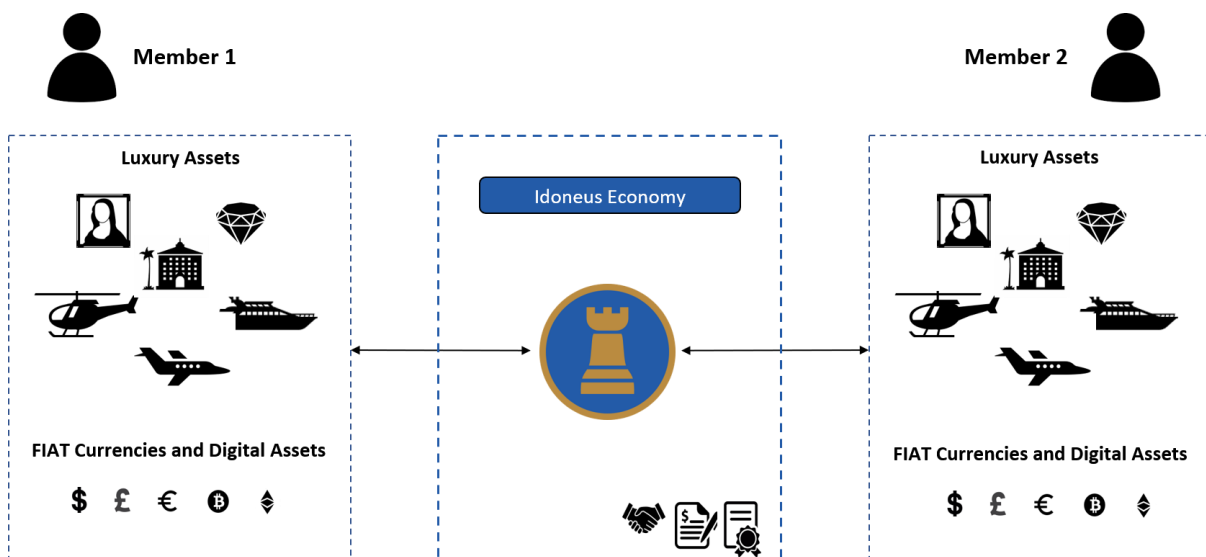 Member 1
Member 2
Luxury Assets
Idoneus Economy
Luxury Assets
FIAT Currencies and Digital Assets
$ £ € ₿
FIAT Currencies and Digital Assets
$ £ € ₿
$